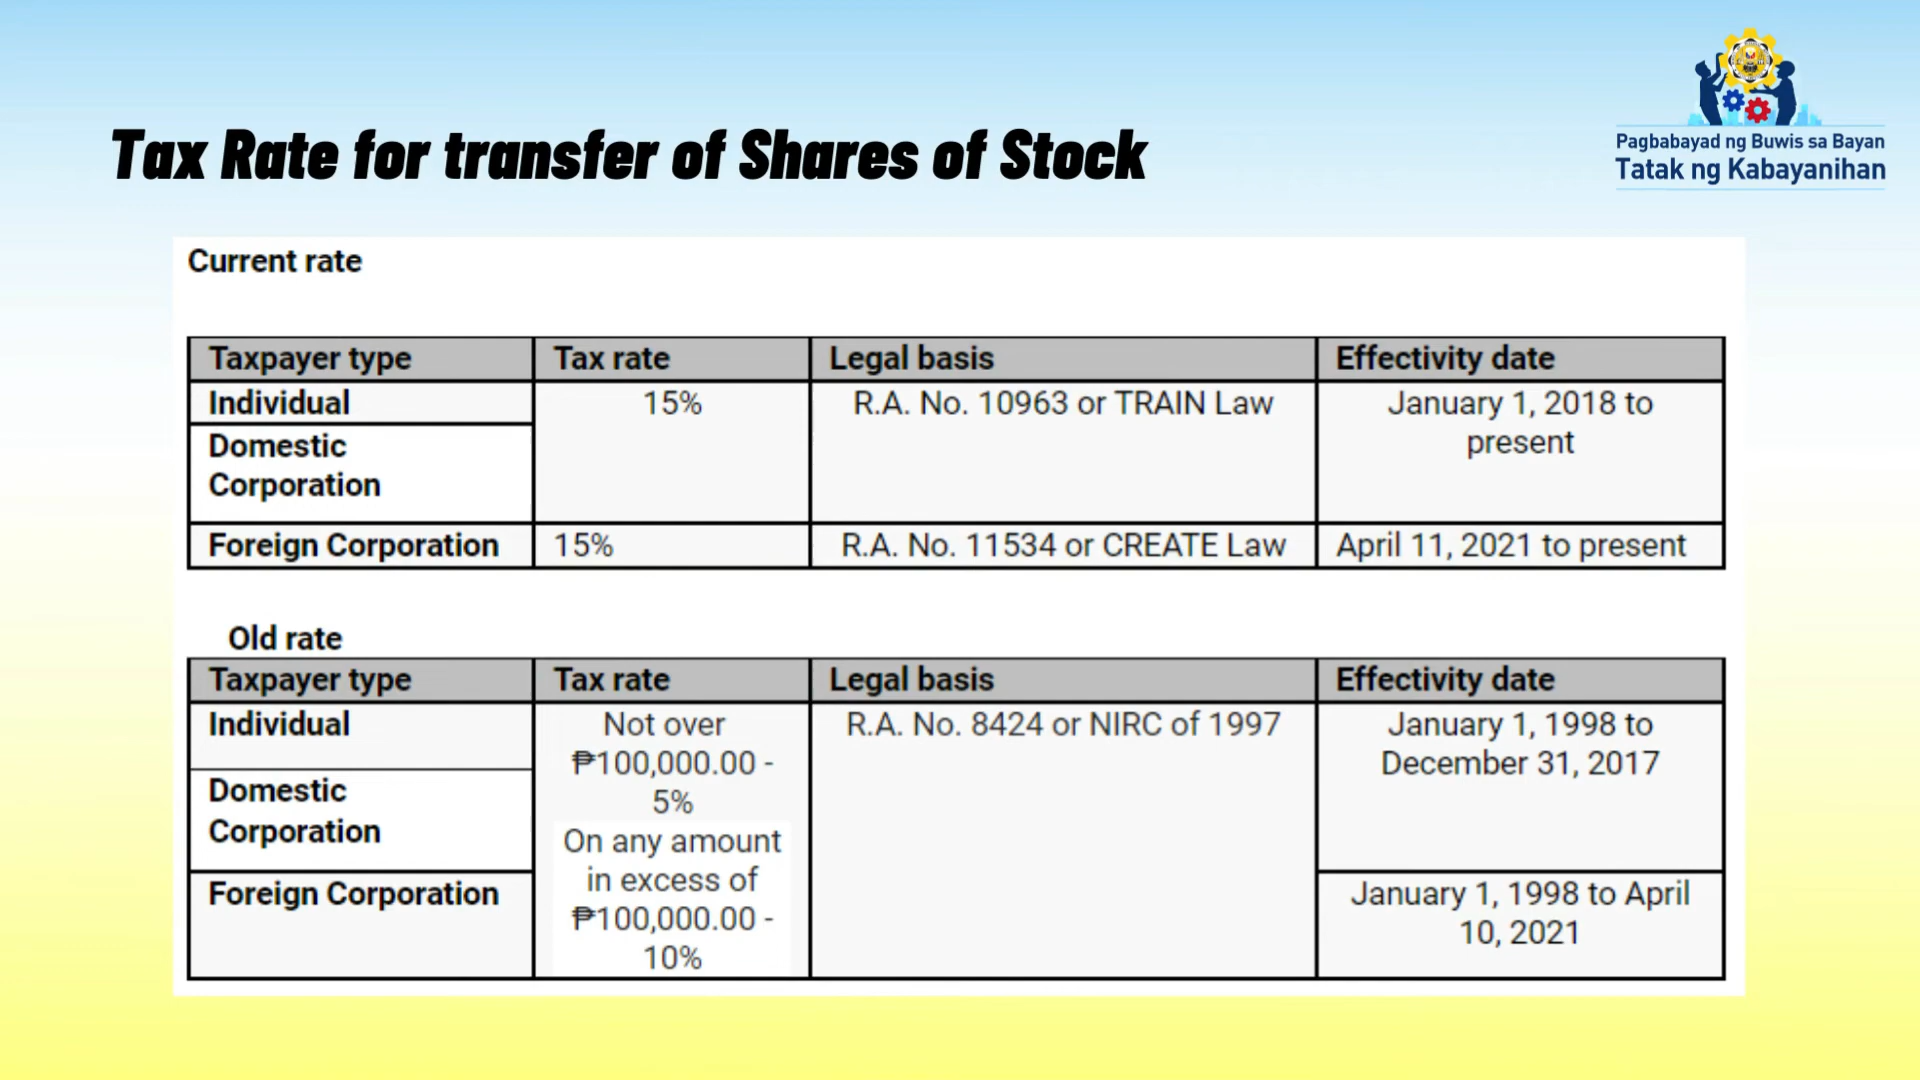 Tax Rate for transfer of Shares of Stock
Pagbabayad ng Buwis sa Bayan
Tatak ng Kabayanihan
Current rate
Taxpayer type Tax rate Legal basis Effectivity date
Individual 15% R.A. No. 10963 or TRAIN Law January 1, 2018 to
present
Domestic
Corporation
Foreign Corporation 15% R.A. No. 11534 or CREATE Law April 11, 2021 to present
Old rate
Taxpayer type Tax rate Legal basis Effectivity date
Individual Not over R.A. No. 8424 or NIRC of 1997 January 1, 1998 to
₱100,000.00 - December 31, 2017
Domestic 5%
Corporation On any amount
in excess of
Foreign Corporation ₱100,000.00 - January 1, 1998 to April
10% 10, 2021